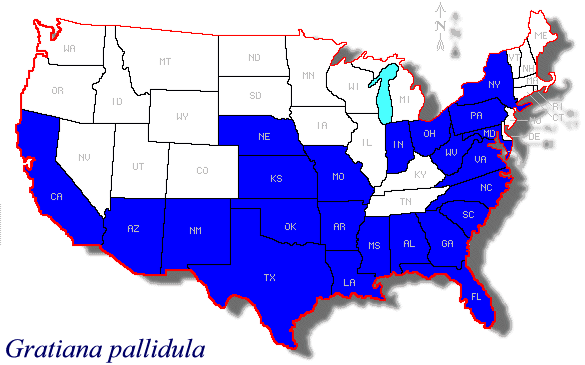 WA
MT
ND
MN
ME
VT
NH
MA
RI
CT
NJ
DE
OR
ID
SD
WI
MI
NY
WY
IA
NE
NV
UT
CO
IL
IN
OH
PA
MD
WV
VA
KS
MO
KY
CA
TN
NC
AZ
NM
OK
AR
SC
MS
AL
GA
TX
LA
FL
N
Gratiana pallidula